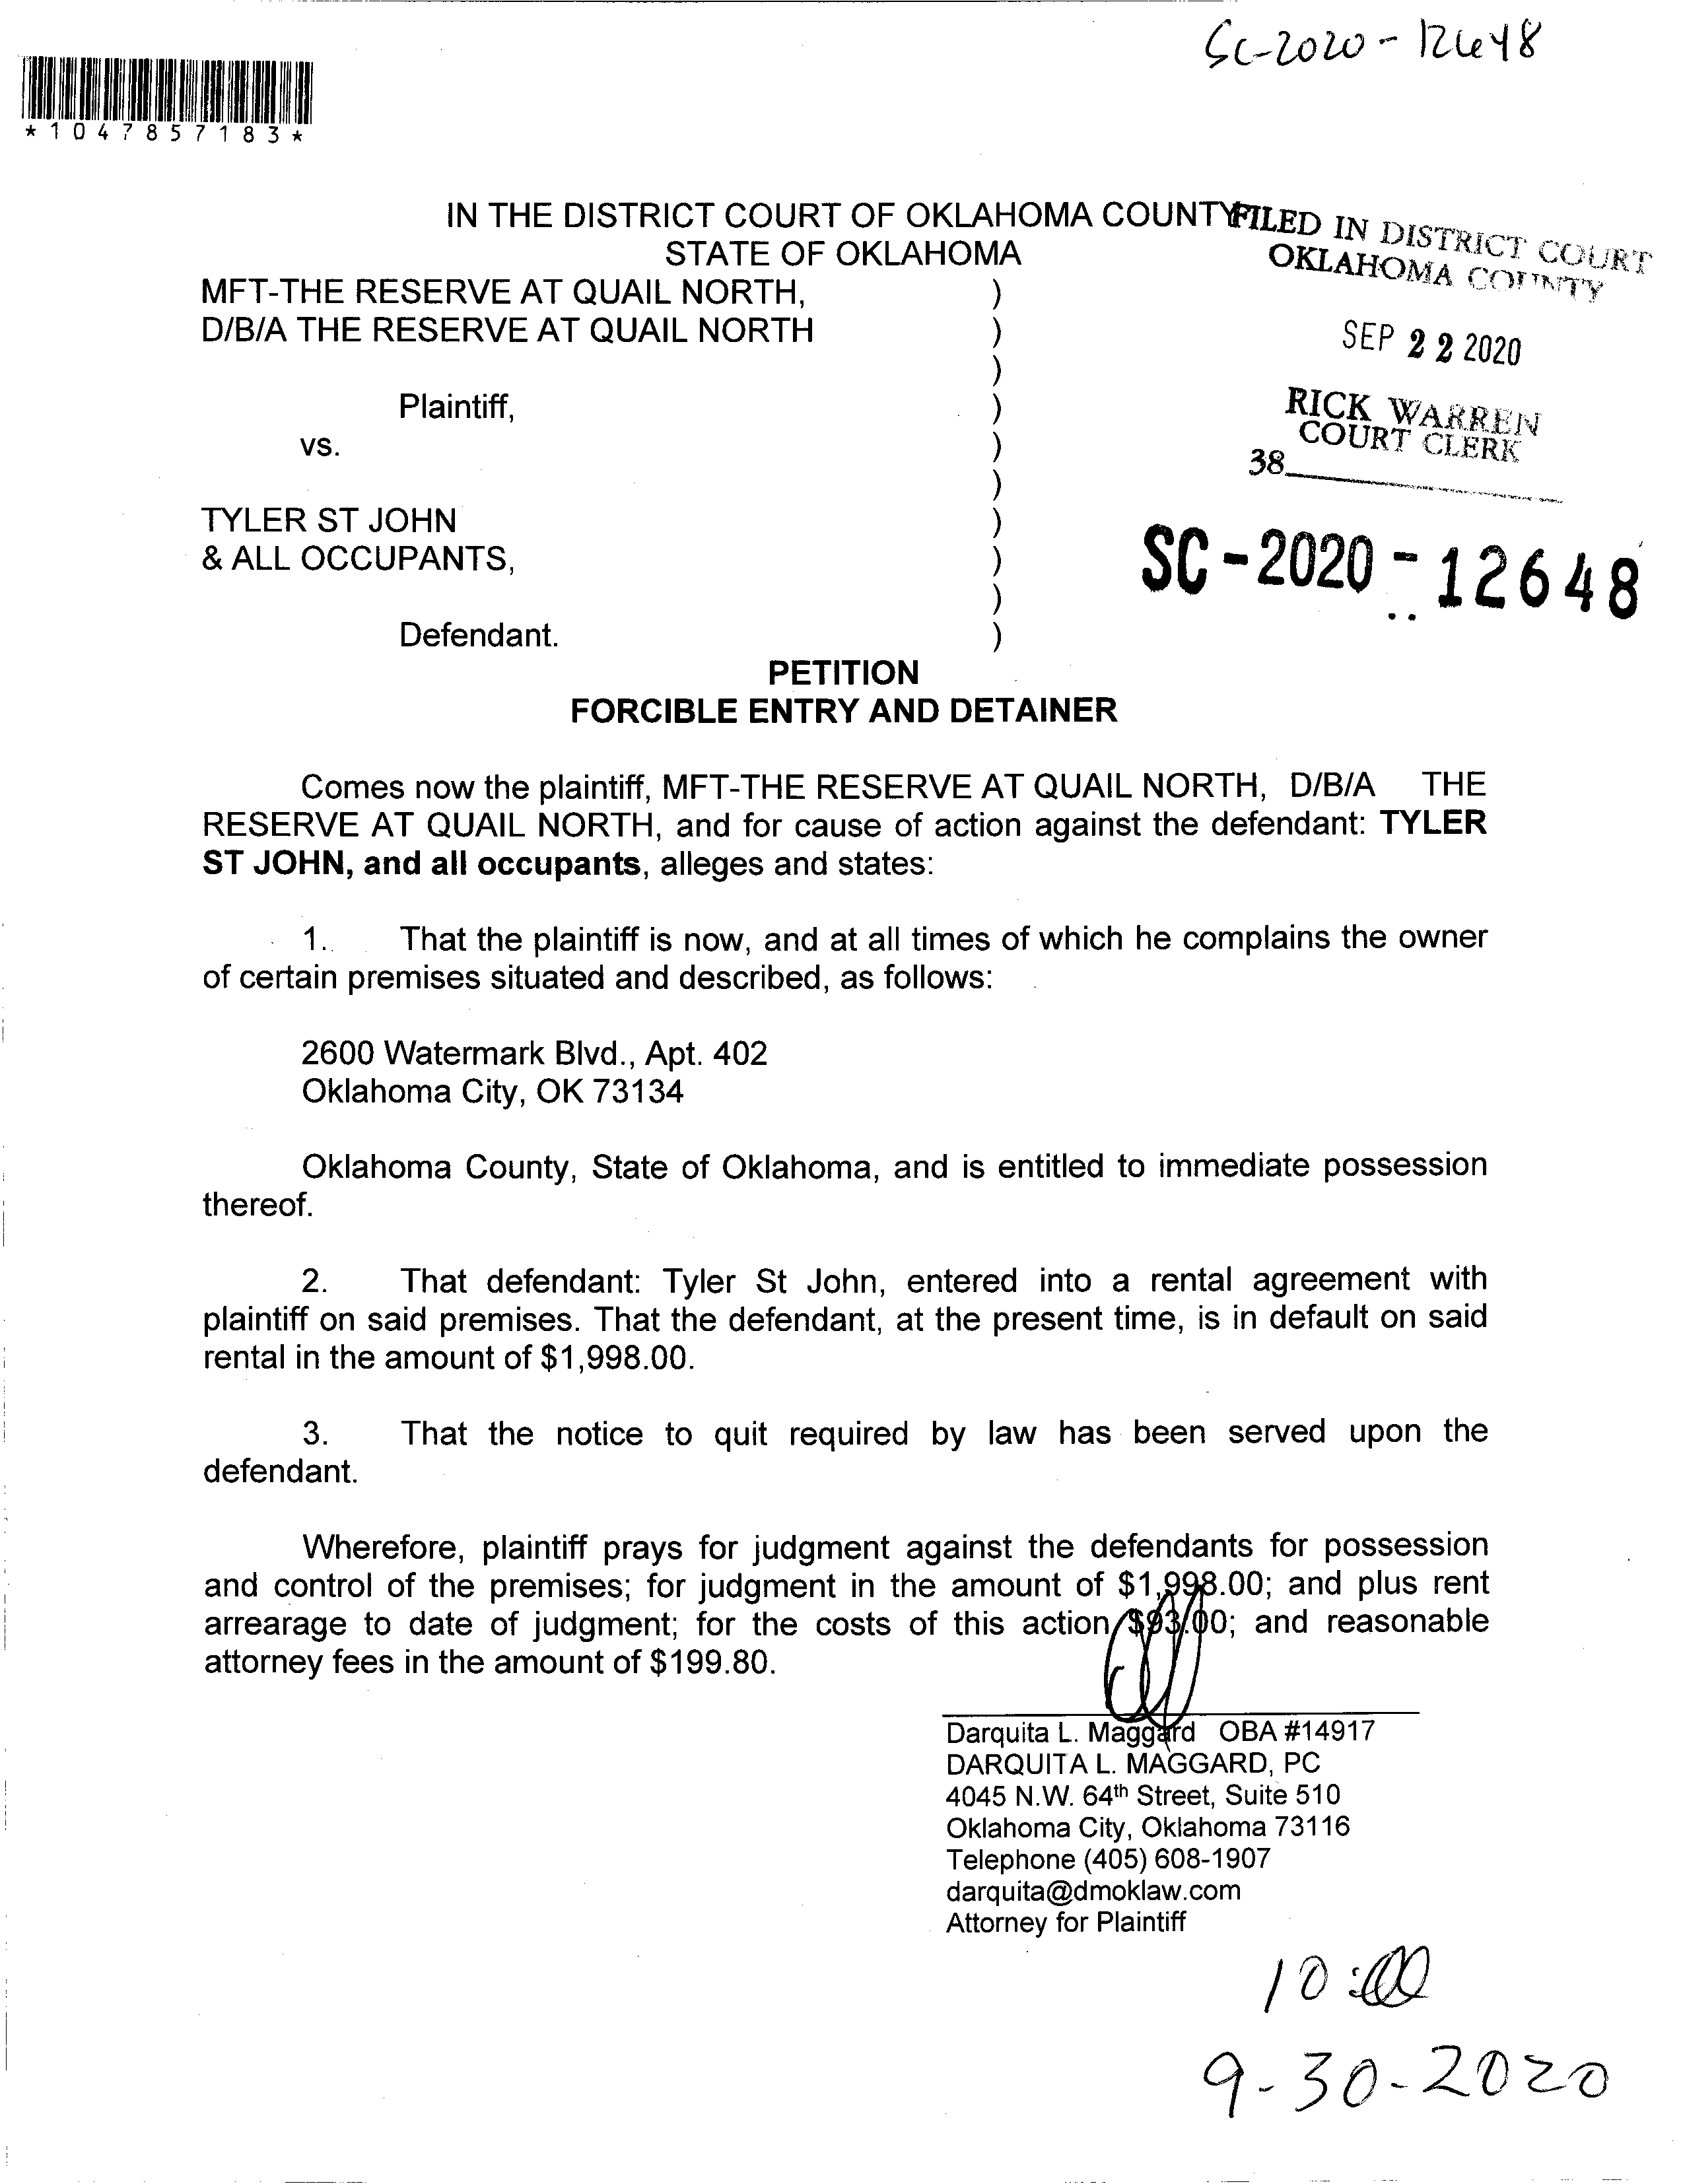 SC-2020-12648
*1047857183*
IN THE DISTRICT COURT OF OKLAHOMA COUNTY
STATE OF OKLAHOMA
FILED IN DISTRICT COURT
OKLAHOMA COUNTY
SEP 22 2020
RICK WARREN
COURT CLERK
38
SC-2020-12648
MFT-THE RESERVE AT QUAIL NORTH, )
D/B/A THE RESERVE AT QUAIL NORTH )
)
Plaintiff, )
vs. )
)
TYLER ST JOHN )
& ALL OCCUPANTS, )
)
Defendant. )
PETITION
FORCIBLE ENTRY AND DETAINER
Comes now the plaintiff, MFT-THE RESERVE AT QUAIL NORTH, D/B/A THE
RESERVE AT QUAIL NORTH, and for cause of action against the defendant: TYLER
ST JOHN, and all occupants, alleges and states:
1. That the plaintiff is now, and at all times of which he complains the owner
of certain premises situated and described, as follows:
2600 Watermark Blvd., Apt. 402
Oklahoma City, OK 73134
Oklahoma County, State of Oklahoma, and is entitled to immediate possession
thereof.
2. That defendant: Tyler St John, entered into a rental agreement with
plaintiff on said premises. That the defendant, at the present time, is in default on said
rental in the amount of $1,998.00.
3. That the notice to quit required by law has been served upon the
defendant.
Wherefore, plaintiff prays for judgment against the defendants for possession
and control of the premises; for judgment in the amount of $1,998.00; and plus rent
arrearage to date of judgment; for the costs of this action $93.00; and reasonable
attorney fees in the amount of $199.80.
Darquita L. Maggard OBA #14917
DARQUITA L. MAGGARD, PC
4045 N.W. 64th Street, Suite 510
Oklahoma City, Oklahoma 73116
Telephone (405) 608-1907
darquita@dmoklaw.com
Attorney for Plaintiff
10:00
9-30-2020